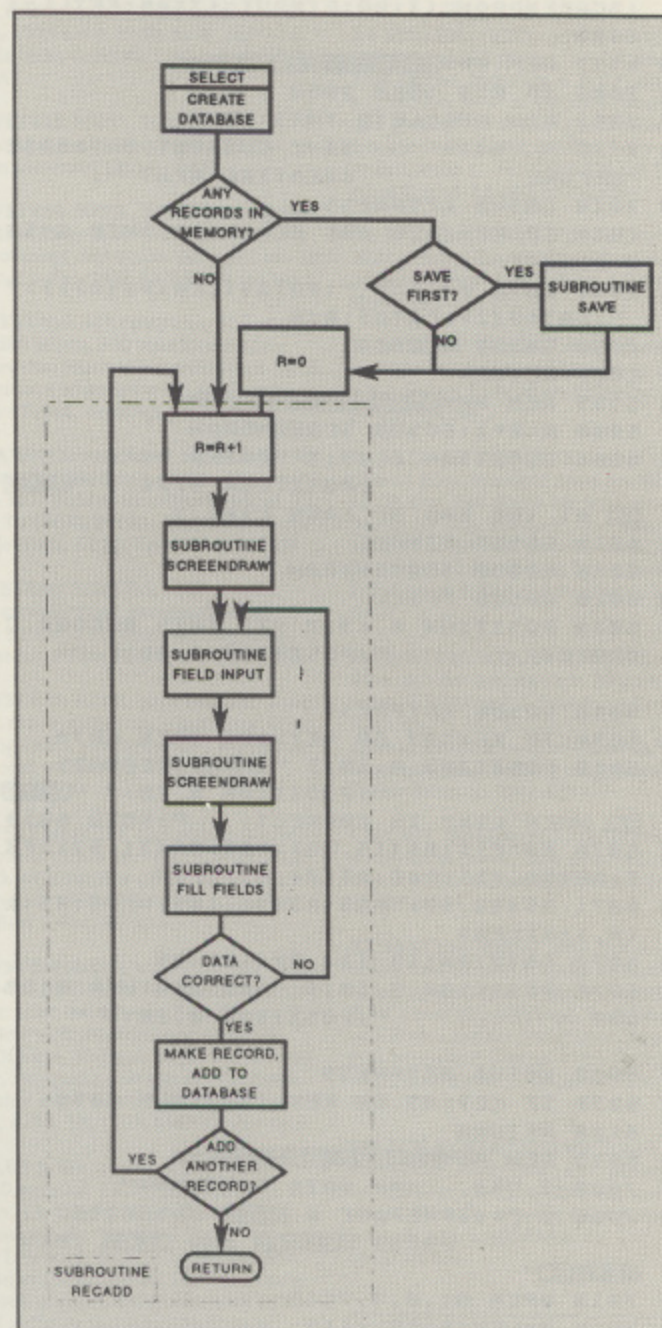 SELECT
CREATE
DATABASE
ANY
RECORDS IN
MEMORY?
YES
NO
SAVE
FIRST?
YES
SUBROUTINE
SAVE
NO
R=0
R=R+1
SUBROUTINE
SCREENDRAW
SUBROUTINE
FIELD INPUT
SUBROUTINE
SCREENDRAW
SUBROUTINE
FILL FIELDS
DATA
CORRECT?
NO
YES
MAKE RECORD,
ADD TO
DATABASE
YES
ADD
ANOTHER
RECORD?
NO
RETURN
SUBROUTINE
RECADD